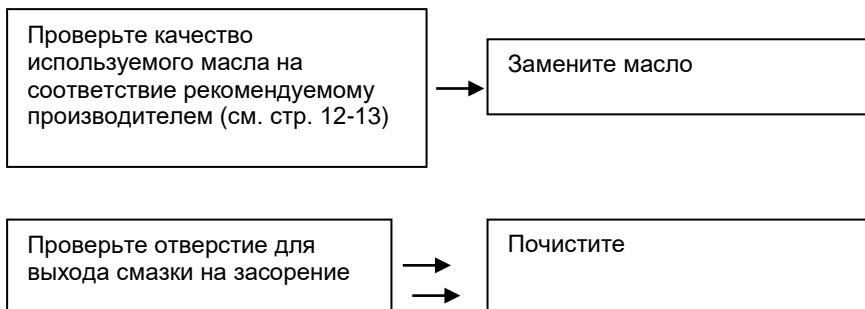 Проверьте качество
используемого масла на
соответствие рекомендуемому
производителем (см. стр. 12-13)
Замените масло
Проверьте отверстие для
выхода смазки на засорение
Почистите